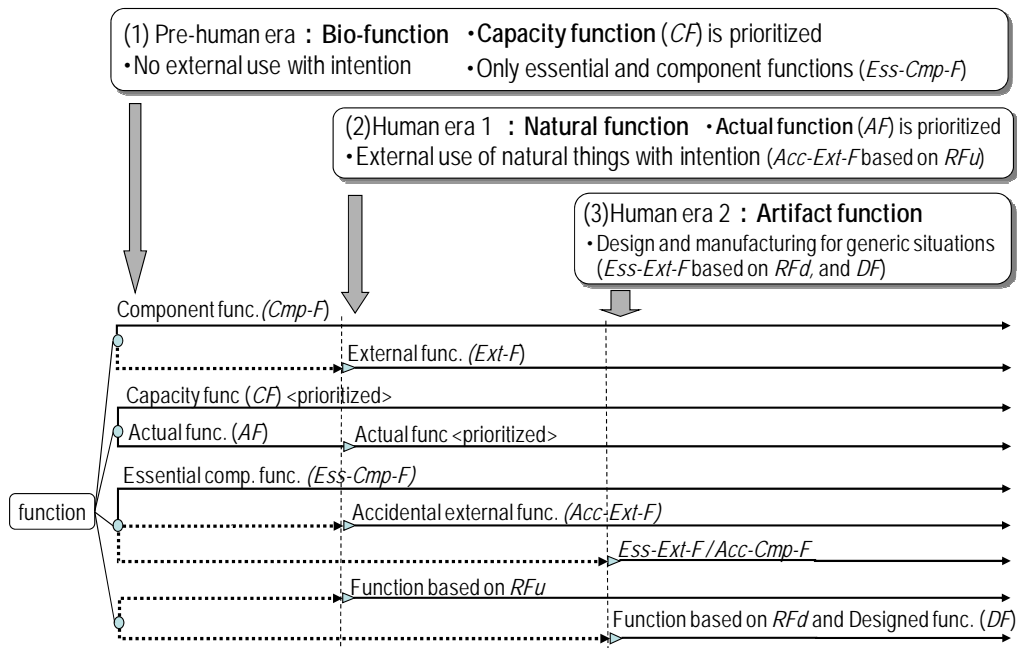 (1) Pre-human era : Bio-function ・Capacity function (CF) is prioritized
・No external use with intention ・Only essential and component functions (Ess-Cmp-F)
(2)Human era 1 : Natural function ・Actual function (AF) is prioritized
・External use of natural things with intention (Acc-Ext-F based on RFu)
(3)Human era 2 : Artifact function
・Design and manufacturing for generic situations
(Ess-Ext-F based on RFd, and DF)
Component func. (Cmp-F)
External func. (Ext-F)
Capacity func (CF) <prioritized>
Actual func. (AF) Actual func <prioritized>
Essential comp. func. (Ess-Cmp-F)
function
Accidental external func. (Acc-Ext-F)
Ess-Ext-F / Acc-Cmp-F
Function based on RFu
Function based on RFd and Designed func. (DF)